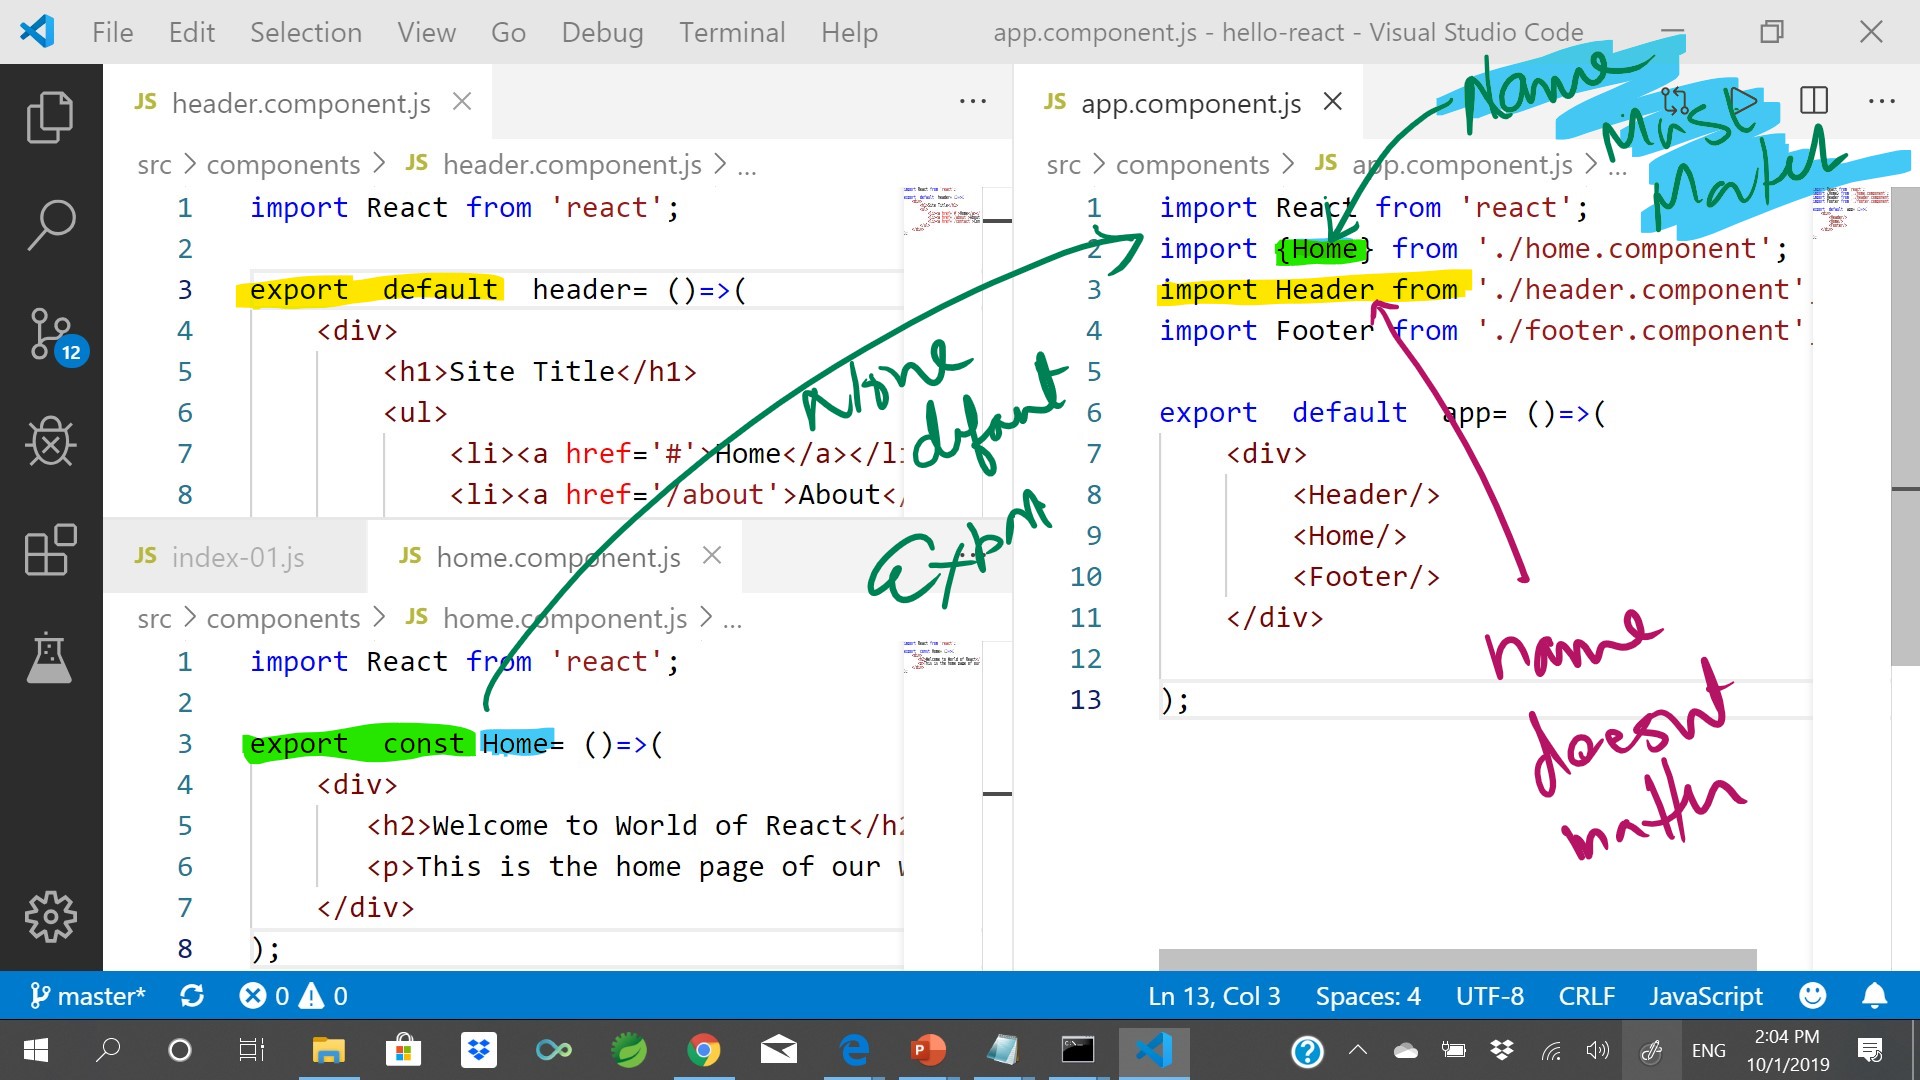 File Edit Selection View Go Debug Terminal Help app.component.js - hello-react - Visual Studio Code
JS header.component.js
src > components > JS header.component.js > ...
1 import React from 'react';
2
3 export default header= ()=>(
4 <div>
5 <h1>Site Title</h1>
6 <ul>
7 <li><a href='#'>Home</a></li
8 <li><a href='/about'>About</
JS index-01.js JS home.component.js
src > components > JS home.component.js > ...
1 import React from 'react';
2
3 export const Home= ()=>(
4 <div>
5 <h2>Welcome to World of React</h2
6 <p>This is the home page of our
7 </div>
8 );
None
default
Export
JS app.component.js
src > components > JS app.component.js > ...
1 import React from 'react';
2 import {Home} from './home.component';
3 import Header from './header.component'
4 import Footer from './footer.component'
5
6 export default app= ()=>(
7 <div>
8 <Header/>
9 <Home/>
10 <Footer/>
11 </div>
12
13 );
Name
Must
Match
name
doesnt
matter
12
master* 0 0 Ln 13, Col 3 Spaces: 4 UTF-8 CRLF JavaScript
ENG
2:04 PM
10/1/2019